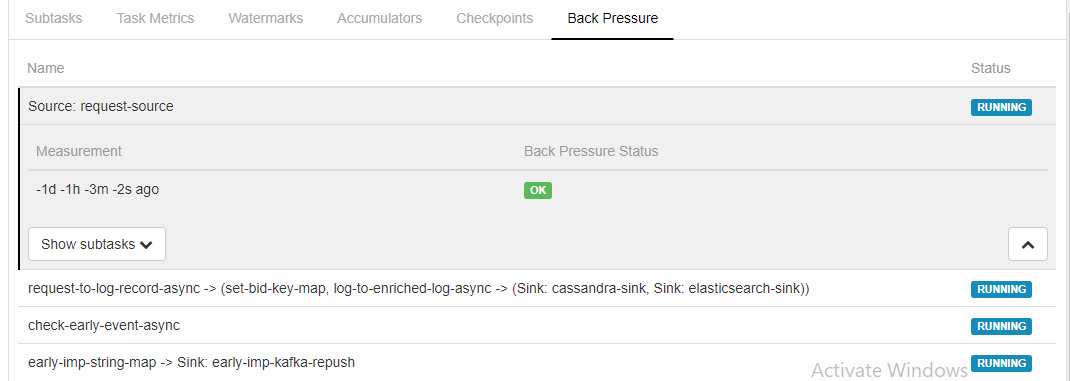 Subtasks Task Metrics Watermarks Accumulators Checkpoints Back Pressure
Name Status
Source: request-source RUNNING
Measurement Back Pressure Status
-1d -1h -3m -2s ago OK
Show subtasks
request-to-log-record-async -> (set-bid-key-map, log-to-enriched-log-async -> (Sink: cassandra-sink, Sink: elasticsearch-sink)) RUNNING
check-early-event-async RUNNING
early-imp-string-map -> Sink: early-imp-kafka-repush RUNNING
Activate Windows